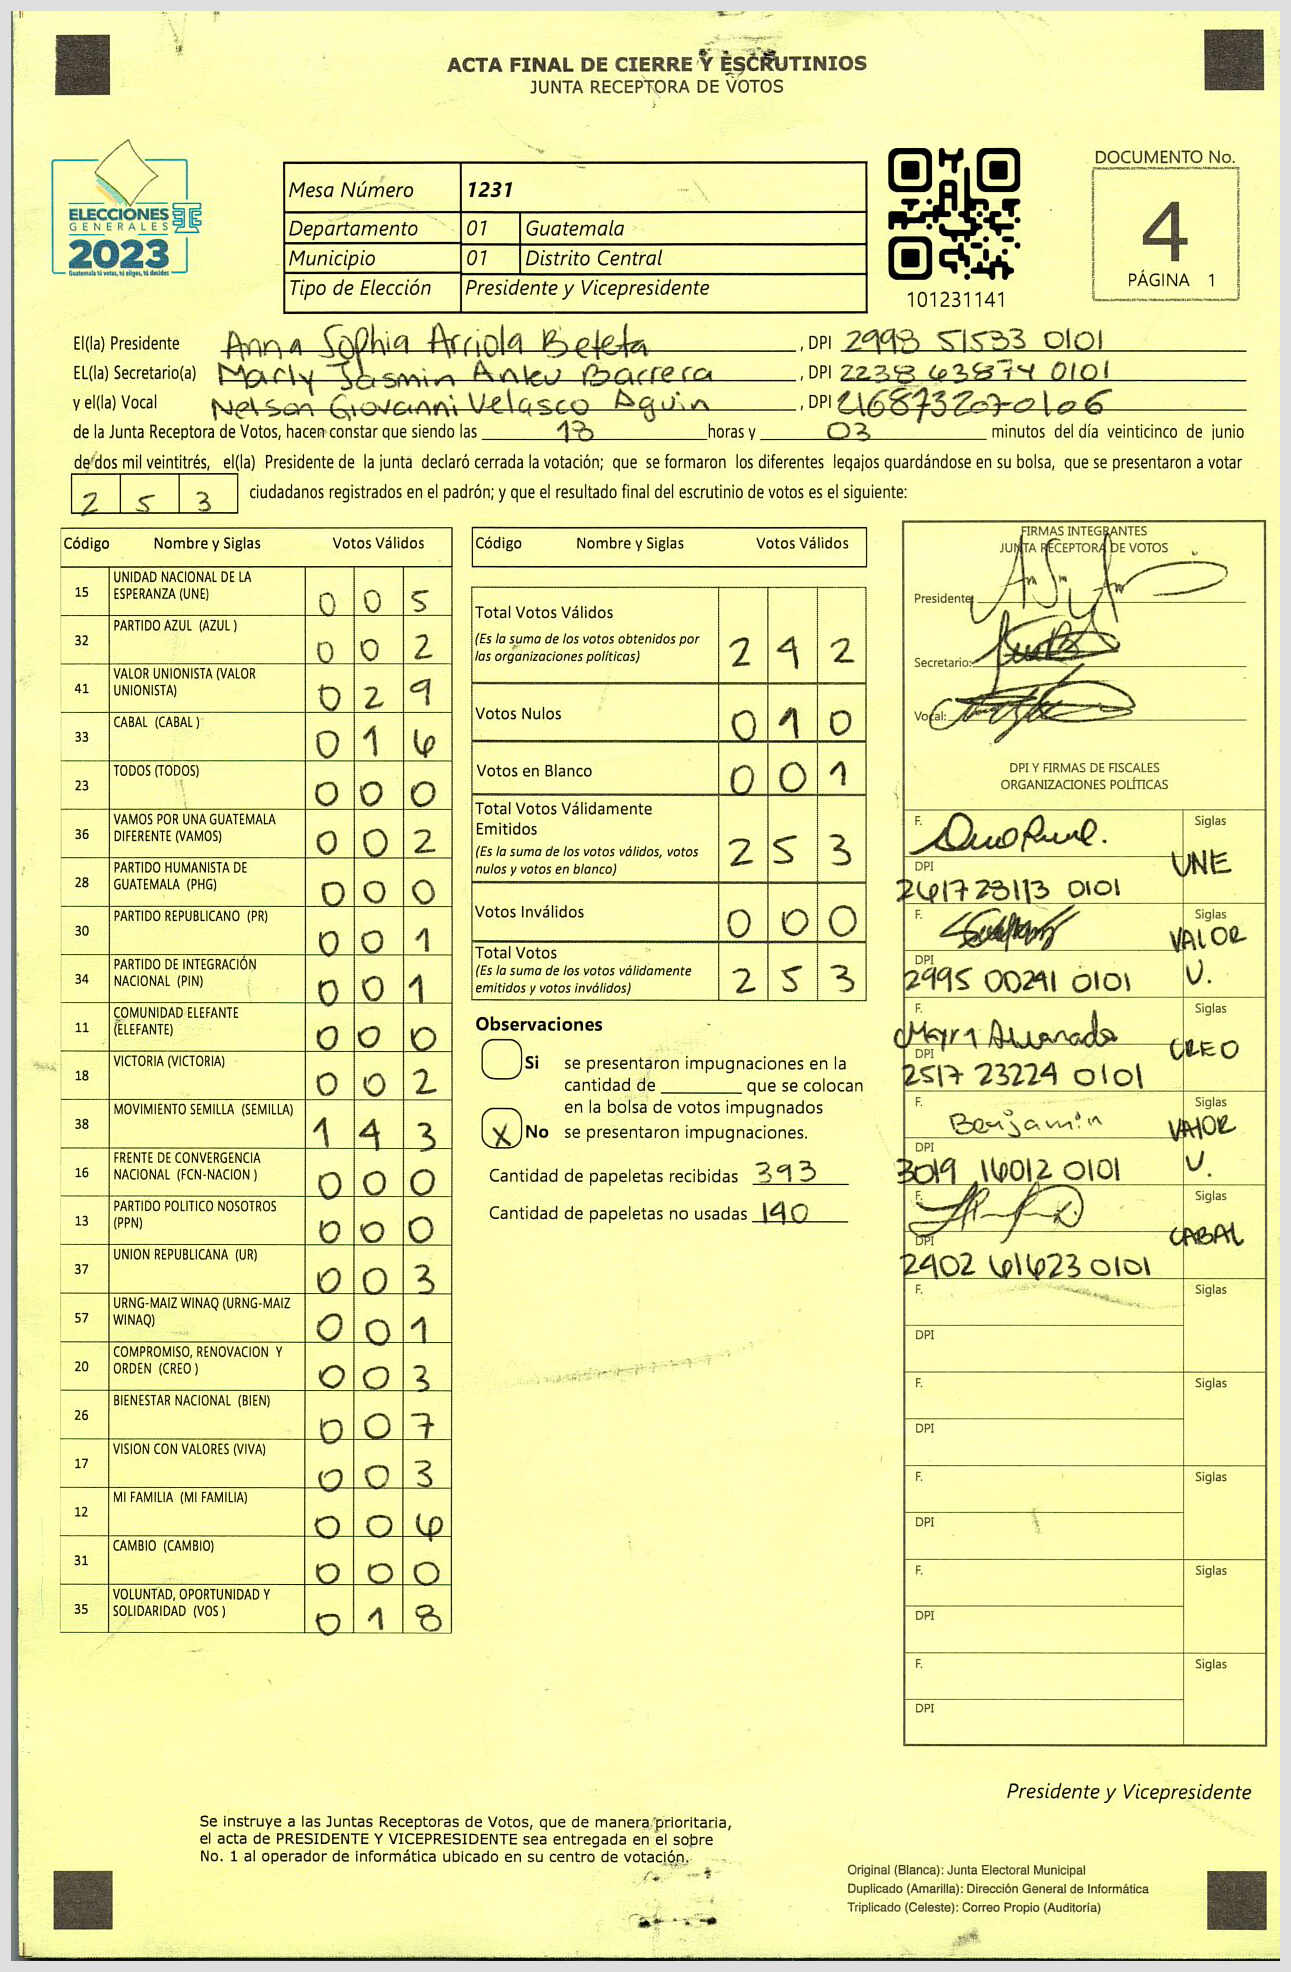 ACTA FINAL DE CIERRE Y ESCRUTINIOS
JUNTA RECEPTORA DE VOTOS
ELECCIONES
GENERALES
2023
Guatemala tú votas, tú eliges, tú decides
Mesa Número 1231
Departamento 01 Guatemala
Municipio 01 Distrito Central
Tipo de Elección Presidente y Vicepresidente
101231141
DOCUMENTO No.
4
PÁGINA 1
El(la) Presidente Anna Sophia Arriola Beteta, DPI 2993 51533 0101
EL(la) Secretario(a) Marly Jasmin Anleu Barrera, DPI 2238 63874 0101
y el(la) Vocal Nelson Giovanni Velasco Aguin, DPI 2168732070106
de la Junta Receptora de Votos, hacen constar que siendo las 18 horas y 03 minutos del día veinticinco de junio
de dos mil veintitrés, el(la) Presidente de la junta declaró cerrada la votación; que se formaron los diferentes legajos guardándose en su bolsa, que se presentaron a votar
2 5 3 ciudadanos registrados en el padrón; y que el resultado final del escrutinio de votos es el siguiente:
Código Nombre y Siglas Votos Válidos
15 UNIDAD NACIONAL DE LA
ESPERANZA (UNE) 0 0 5
32 PARTIDO AZUL (AZUL ) 0 0 2
41 VALOR UNIONISTA (VALOR
UNIONISTA) 0 2 9
33 CABAL (CABAL ) 0 1 6
23 TODOS (TODOS) 0 0 0
36 VAMOS POR UNA GUATEMALA
DIFERENTE (VAMOS) 0 0 2
28 PARTIDO HUMANISTA DE
GUATEMALA (PHG) 0 0 0
30 PARTIDO REPUBLICANO (PR) 0 0 1
34 PARTIDO DE INTEGRACIÓN
NACIONAL (PIN) 0 0 1
11 COMUNIDAD ELEFANTE
(ELEFANTE) 0 0 0
18 VICTORIA (VICTORIA) 0 0 2
38 MOVIMIENTO SEMILLA (SEMILLA) 1 4 3
16 FRENTE DE CONVERGENCIA
NACIONAL (FCN-NACION ) 0 0 0
13 PARTIDO POLITICO NOSOTROS
(PPN) 0 0 0
37 UNION REPUBLICANA (UR) 0 0 3
57 URNG-MAIZ WINAQ (URNG-MAIZ
WINAQ) 0 0 1
20 COMPROMISO, RENOVACION Y
ORDEN (CREO ) 0 0 3
26 BIENESTAR NACIONAL (BIEN) 0 0 7
17 VISION CON VALORES (VIVA) 0 0 3
12 MI FAMILIA (MI FAMILIA) 0 0 6
31 CAMBIO (CAMBIO) 0 0 0
35 VOLUNTAD, OPORTUNIDAD Y
SOLIDARIDAD (VOS ) 0 1 8
Código Nombre y Siglas Votos Válidos
Total Votos Válidos
(Es la suma de los votos obtenidos por
las organizaciones políticas) 2 4 2
Votos Nulos 0 1 0
Votos en Blanco 0 0 1
Total Votos Válidamente
Emitidos
(Es la suma de los votos válidos, votos
nulos y votos en blanco) 2 5 3
Votos Inválidos 0 0 0
Total Votos
(Es la suma de los votos válidamente
emitidos y votos inválidos) 2 5 3
Observaciones
Si se presentaron impugnaciones en la
cantidad de ________ que se colocan
en la bolsa de votos impugnados
X No se presentaron impugnaciones.
Cantidad de papeletas recibidas 393
Cantidad de papeletas no usadas 140
FIRMAS INTEGRANTES
JUNTA RECEPTORA DE VOTOS
Presidente
Secretario:
Vocal:
DPI Y FIRMAS DE FISCALES
ORGANIZACIONES POLÍTICAS
F. Siglas
DPI UNE
2617 23113 0101
F. Siglas
VALOR
DPI
2995 00241 0101 U.
F. Siglas
Mayra Alvarado
DPI CREO
2517 23224 0101
F. Siglas
Benjamin VALOR
DPI
3019 16012 0101 U.
F. Siglas
DPI CABAL
2402 61623 0101
F. Siglas
DPI
F. Siglas
DPI
F. Siglas
DPI
F. Siglas
DPI
F. Siglas
DPI
Presidente y Vicepresidente
Se instruye a las Juntas Receptoras de Votos, que de manera prioritaria,
el acta de PRESIDENTE Y VICEPRESIDENTE sea entregada en el sobre
No. 1 al operador de informática ubicado en su centro de votación.
Original (Blanca): Junta Electoral Municipal
Duplicado (Amarilla): Dirección General de Informática
Triplicado (Celeste): Correo Propio (Auditoría)